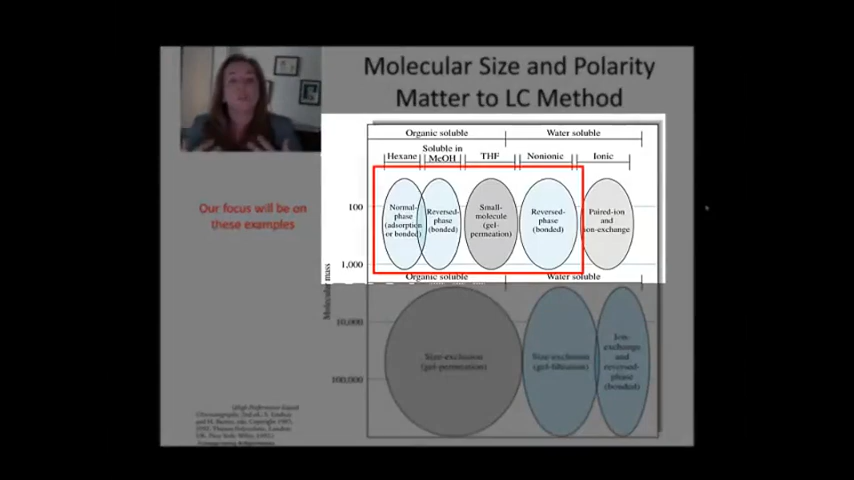 Molecular Size and Polarity
Matter to LC Method
Organic soluble
Water soluble
Hexane
Soluble in
MeOH
THF
Nonionic
Ionic
Our focus will be on
these examples
100
Normal-
phase
(adsorption
or bonded)
Reversed-
phase
(bonded)
Small-
molecule
(gel-
permeation)
Reversed-
phase
(bonded)
Paired-ion
and
ion-exchange
1,000
Organic soluble
Water soluble
Molecular mass
10,000
100,000
Size-exclusion
(gel-permeation)
Size-exclusion
(gel-filtration)
Ion-
exchange
and
reversed-
phase
(bonded)